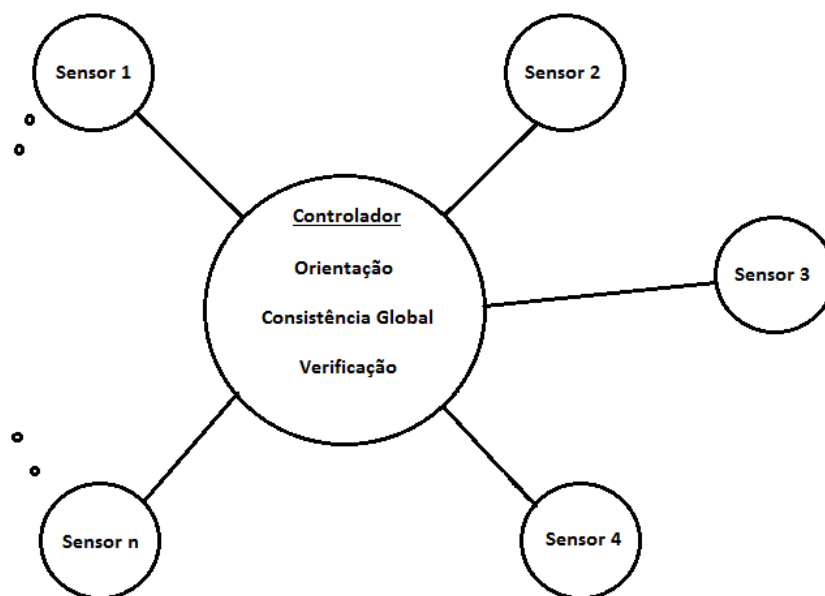 Sensor 1
Sensor 2
Controlador
Orientação
Consistência Global
Verificação
Sensor 3
Sensor n
Sensor 4